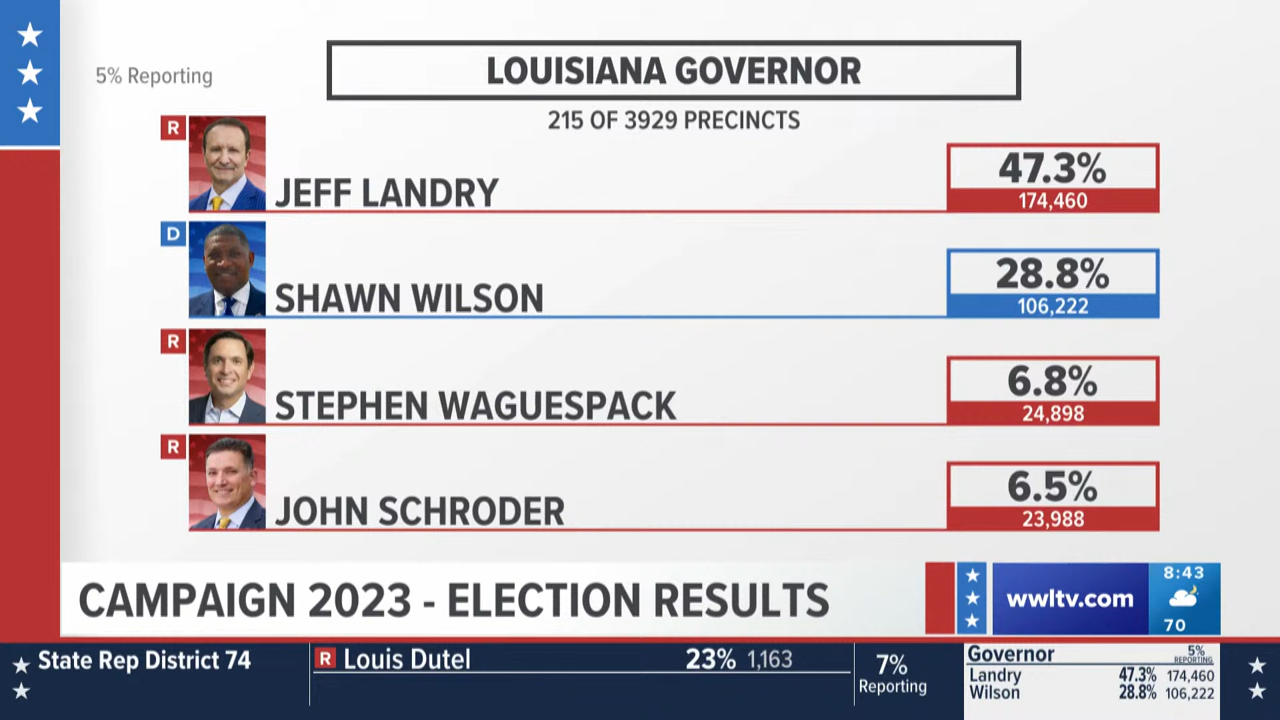 5% Reporting
LOUISIANA GOVERNOR
215 OF 3929 PRECINCTS
R
JEFF LANDRY
47.3%
174,460
D
SHAWN WILSON
28.8%
106,222
R
STEPHEN WAGUESPACK
6.8%
24,898
R
JOHN SCHRODER
6.5%
23,988
CAMPAIGN 2023 - ELECTION RESULTS
wwltv.com
8:43
70
State Rep District 74
R Louis Dutel 23% 1,163
7%
Reporting
Governor
5%
REPORTING
Landry 47.3% 174,460
Wilson 28.8% 106,222